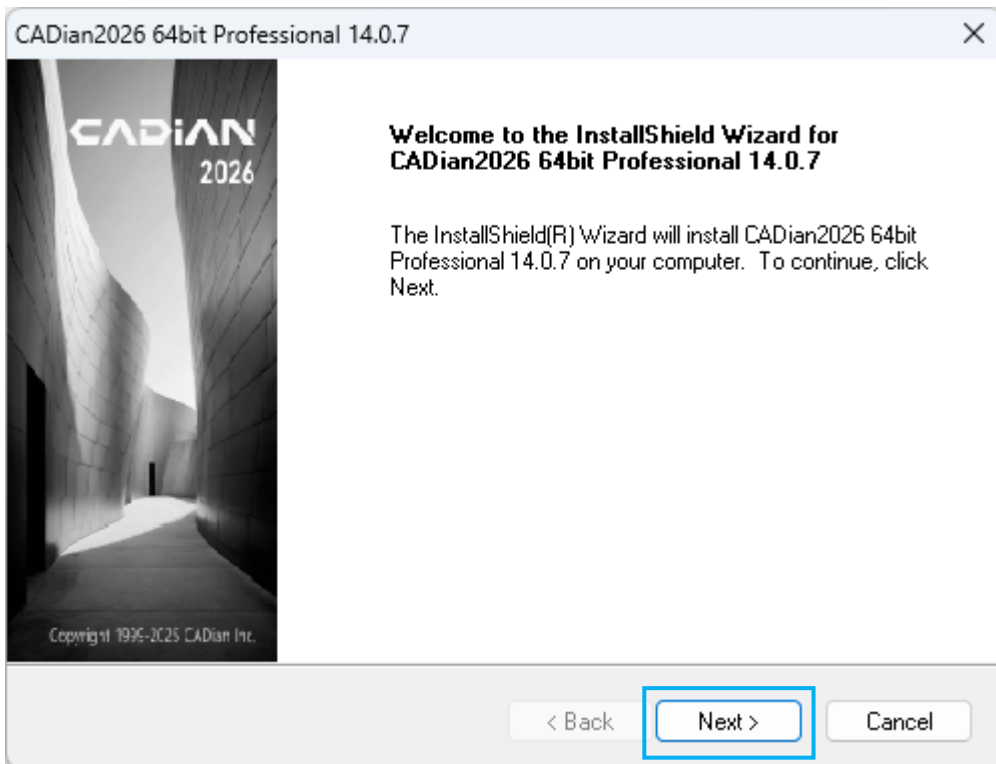 CADian2026 64bit Professional 14.0.7
CADiAN
2026
Welcome to the InstallShield Wizard for
CADian2026 64bit Professional 14.0.7
The InstallShield(R) Wizard will install CADian2026 64bit
Professional 14.0.7 on your computer. To continue, click
Next.
Copyright 1995-2025 CADian Inc.
< Back
Next >
Cancel